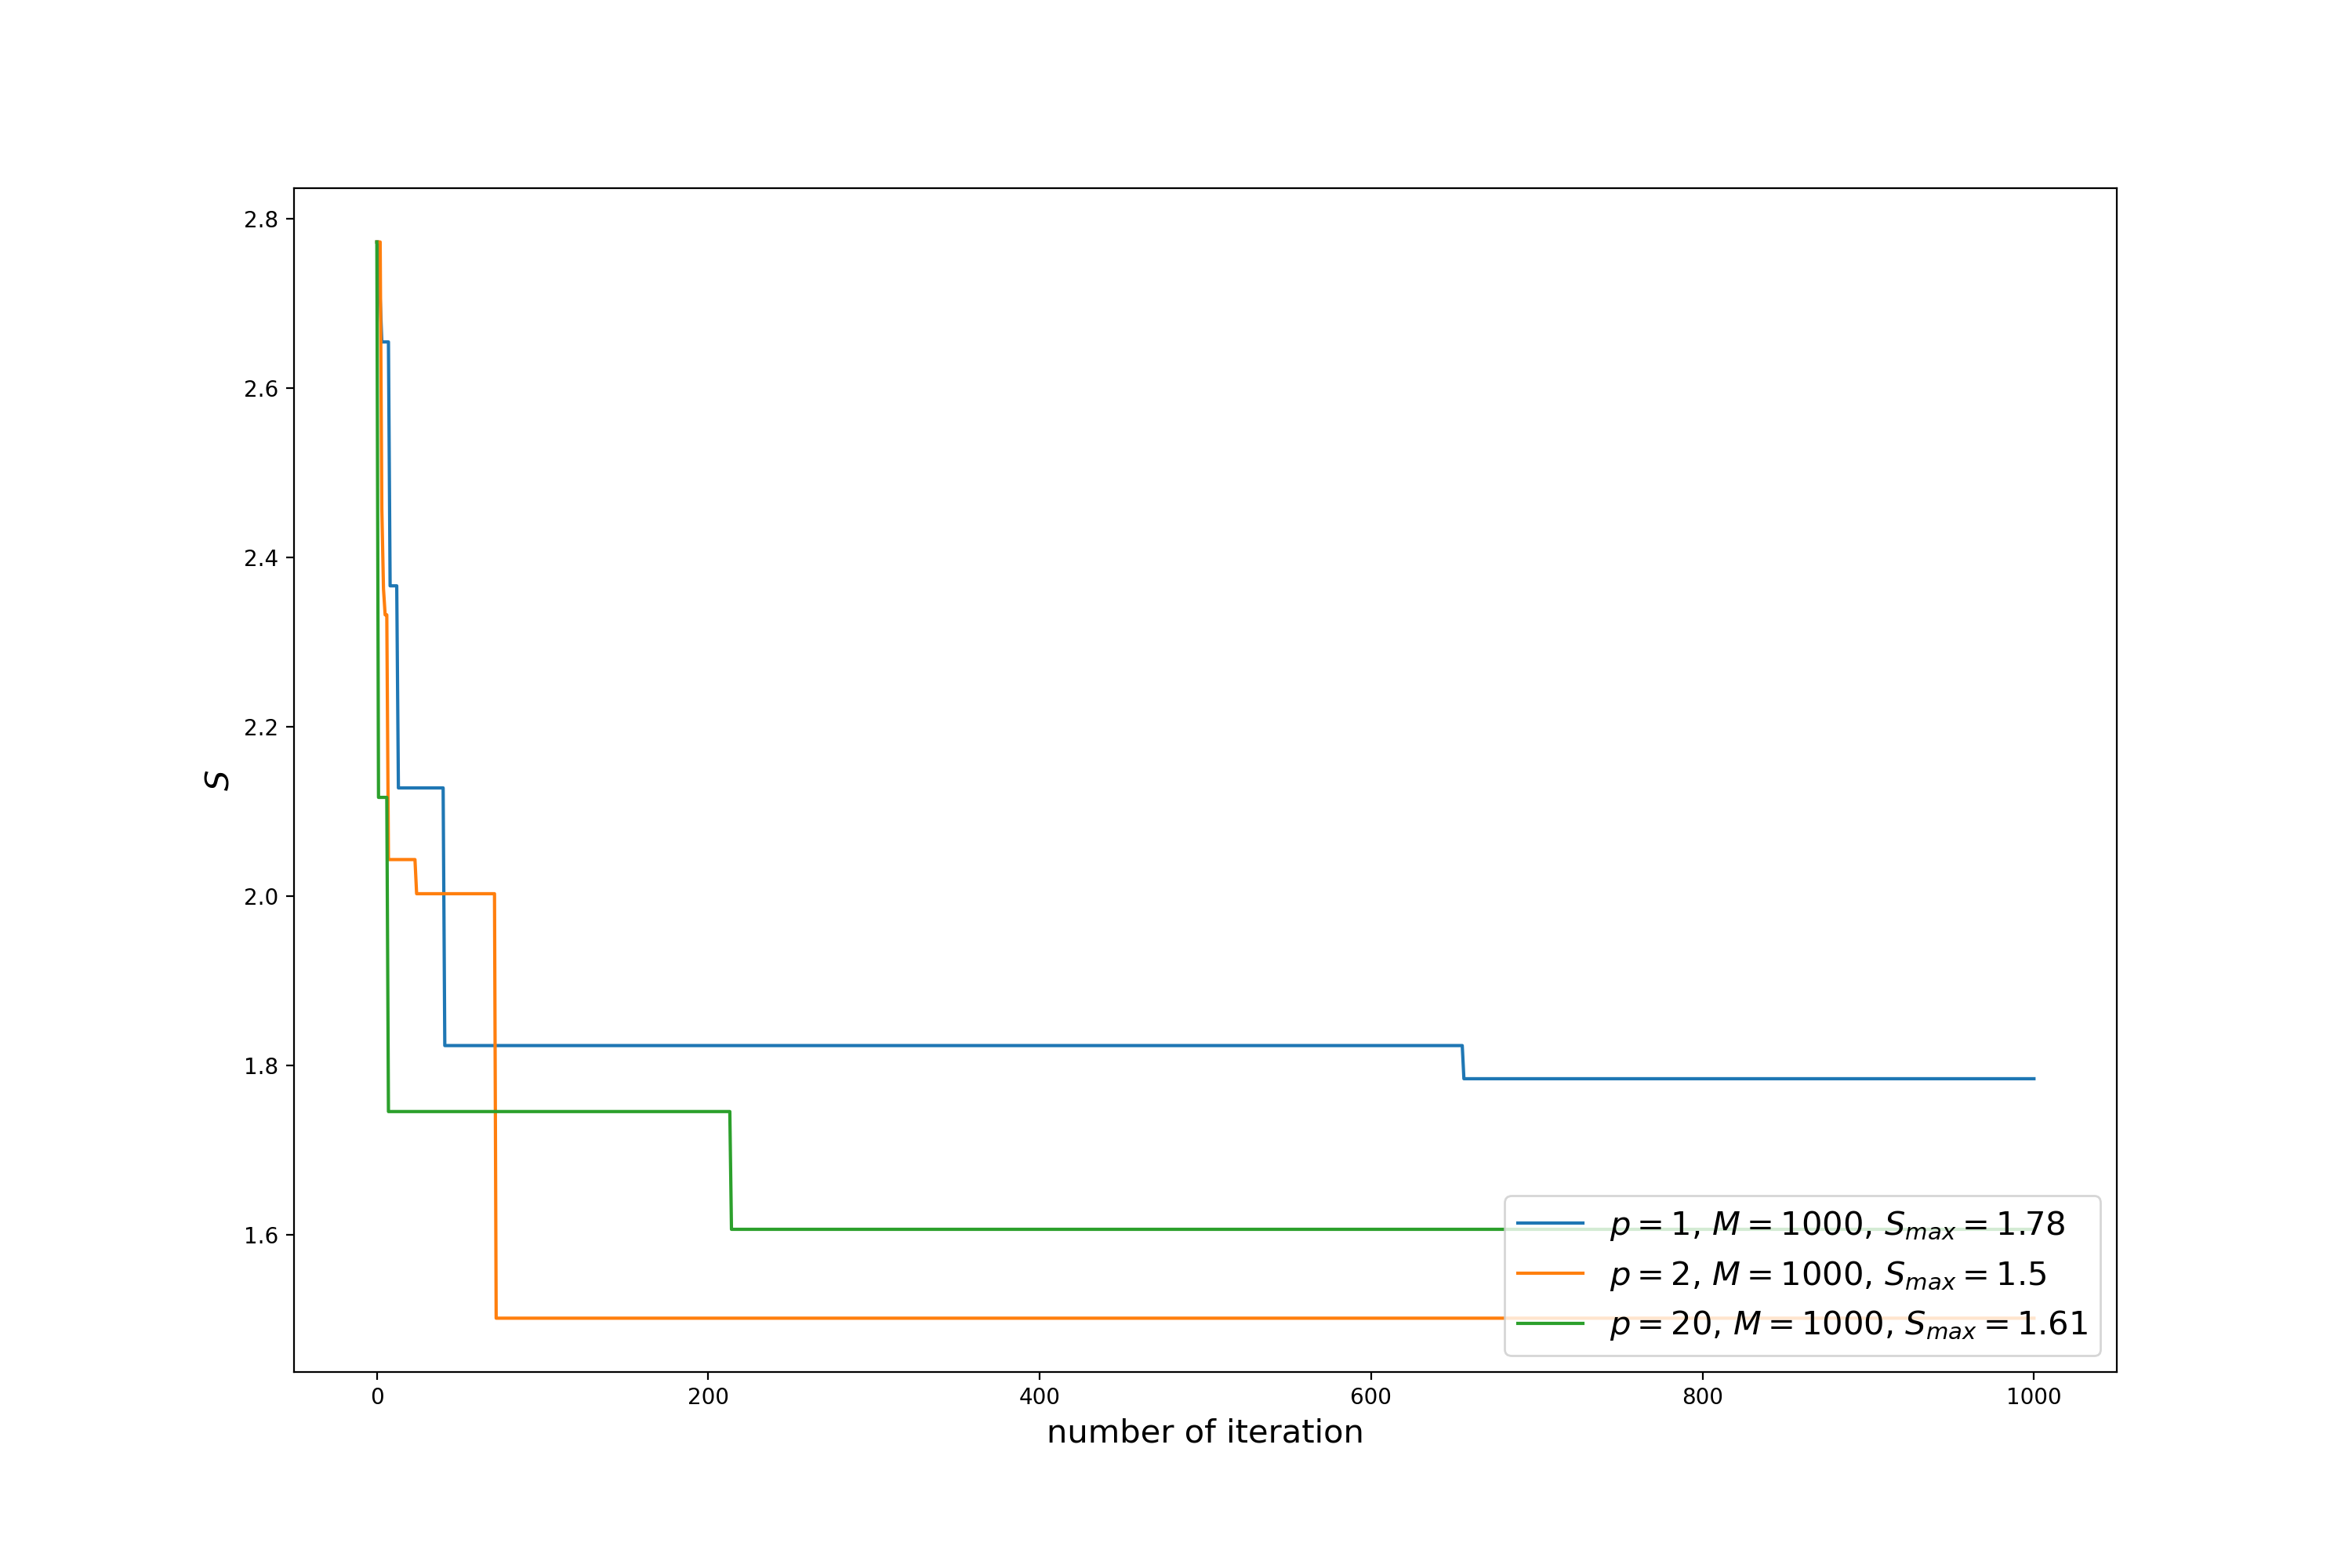 2.8
2.6
2.4
2.2
2.0
1.8
1.6
S
0 200 400 600 800 1000
number of iteration
p = 1, M = 1000, S_max = 1.78
p = 2, M = 1000, S_max = 1.5
p = 20, M = 1000, S_max = 1.61